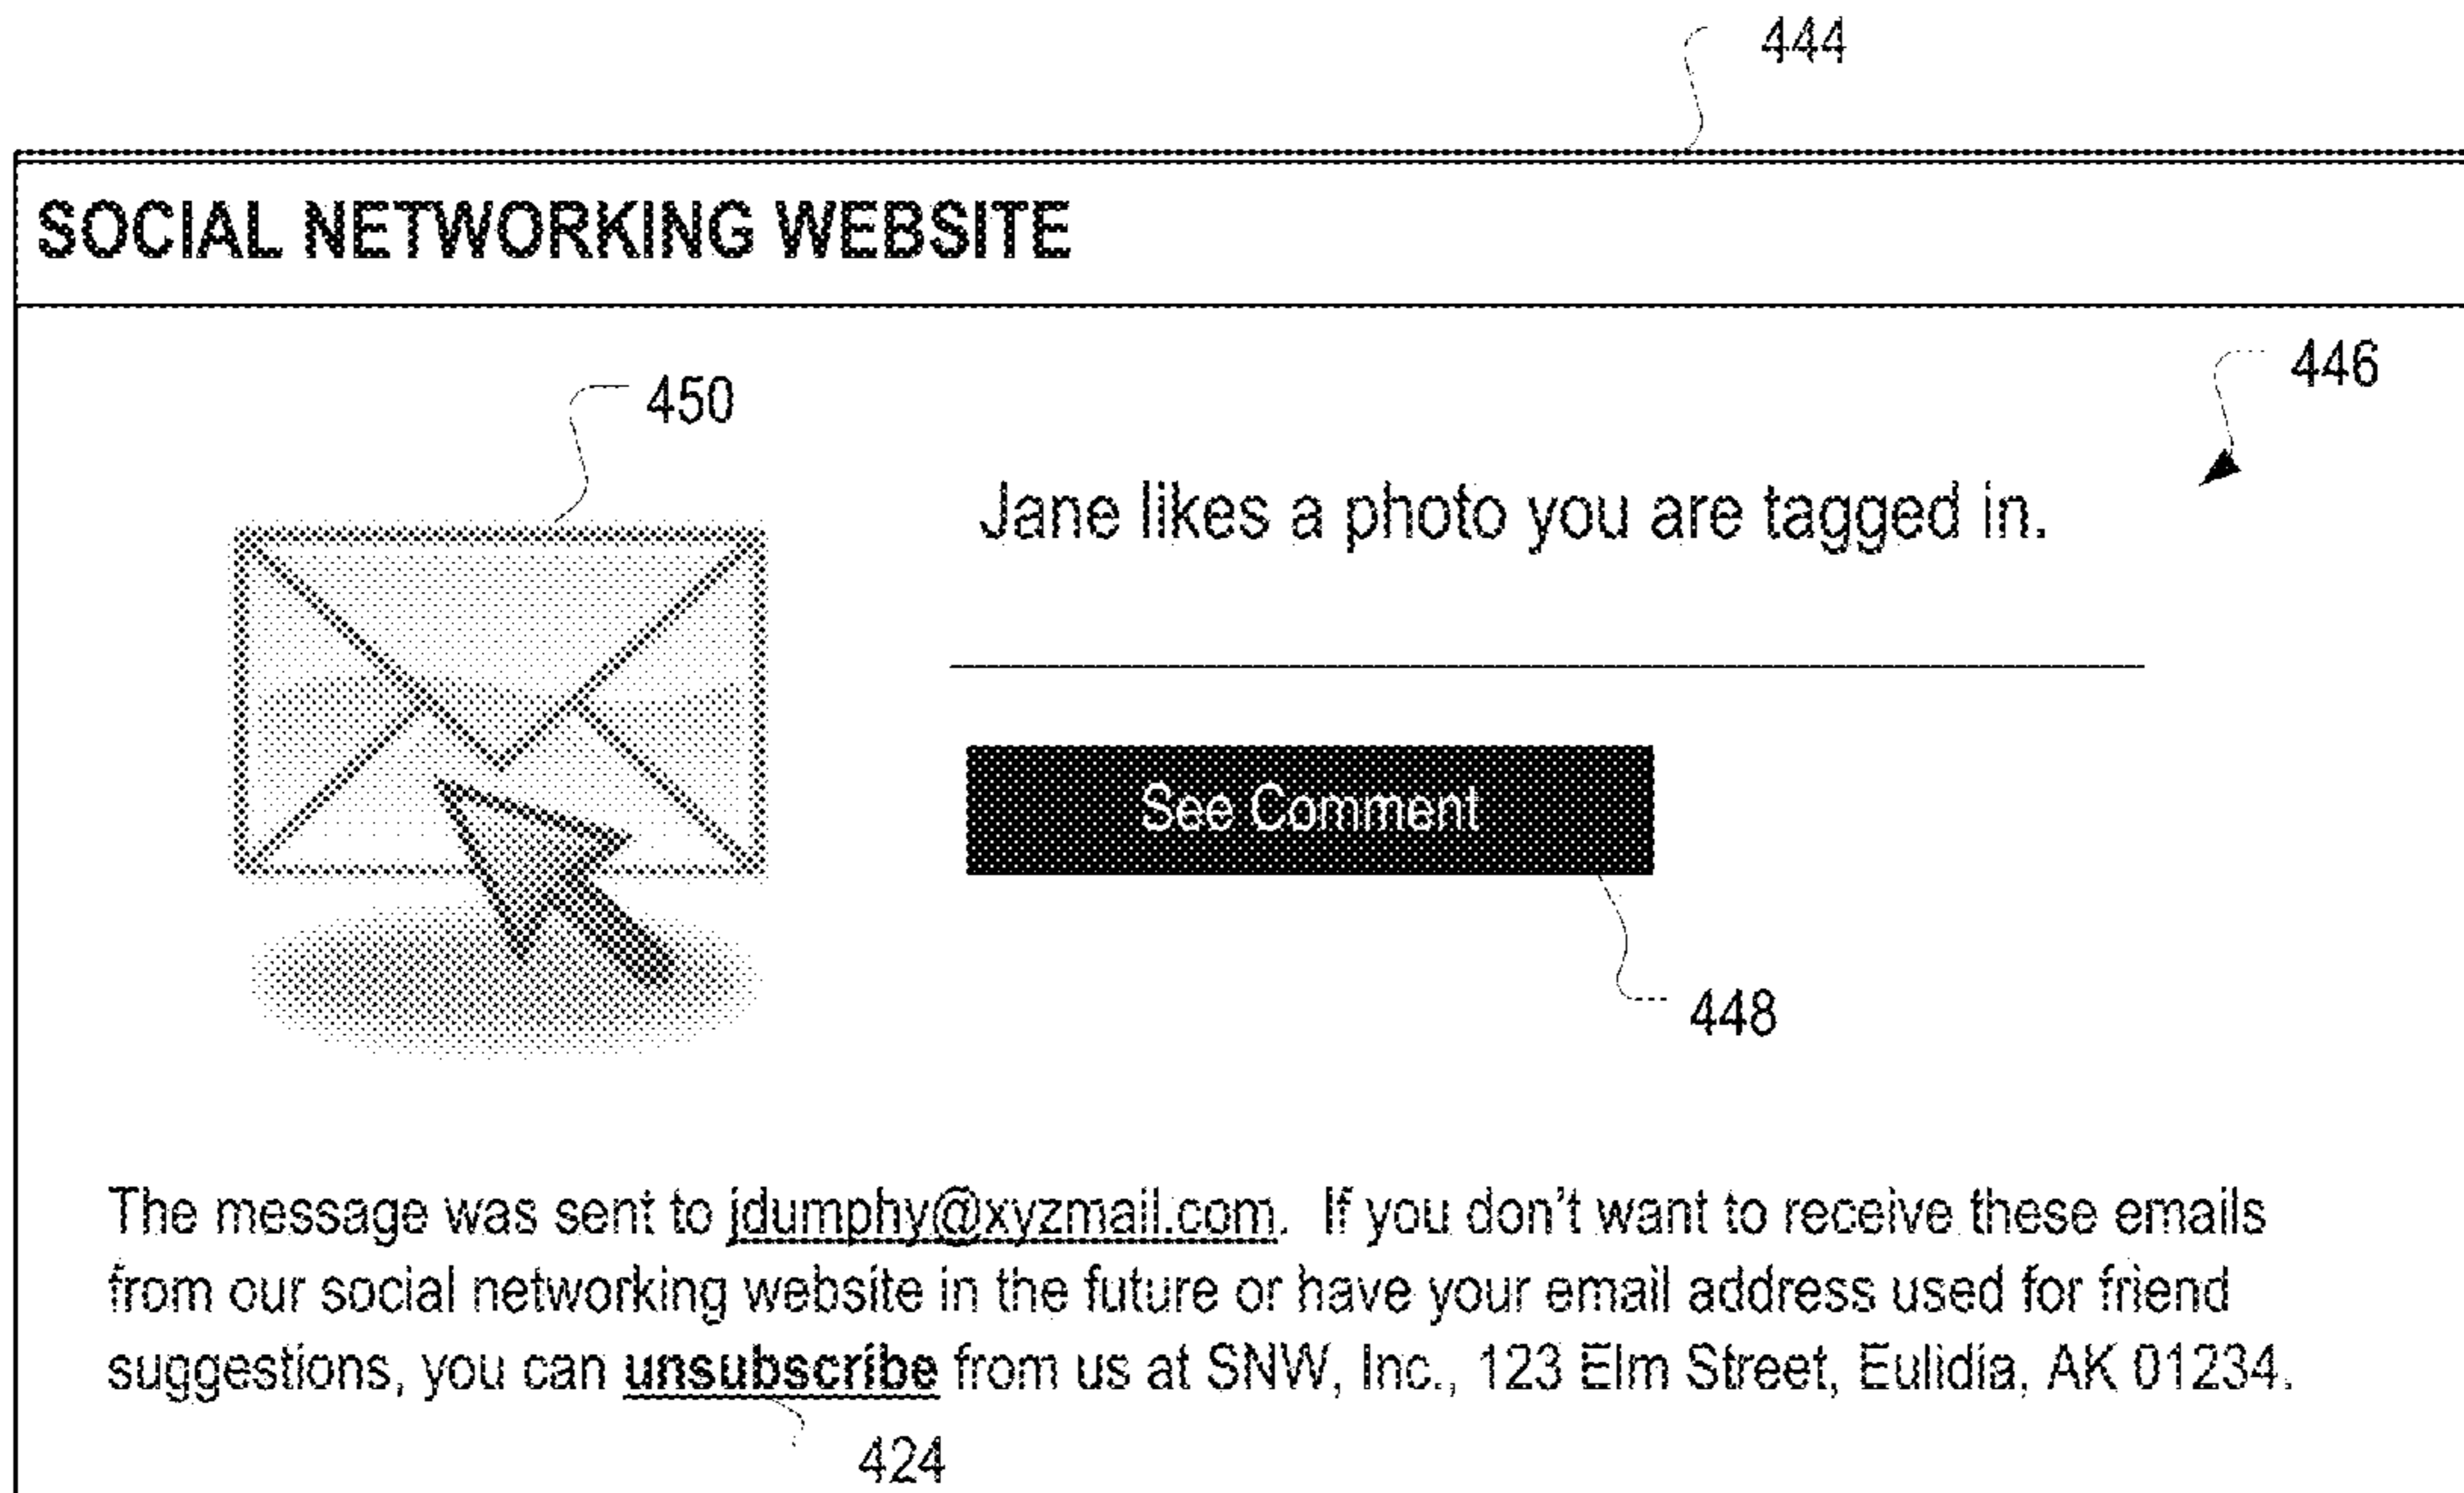 444
SOCIAL NETWORKING WEBSITE
446
450
Jane likes a photo you are tagged in.
See Comment
448
The message was sent to jdumphy@xyzmail.com. If you don't want to receive these emails
from our social networking website in the future or have your email address used for friend
suggestions, you can unsubscribe from us at SNW, Inc., 123 Elm Street, Eulidia, AK 01234.
424